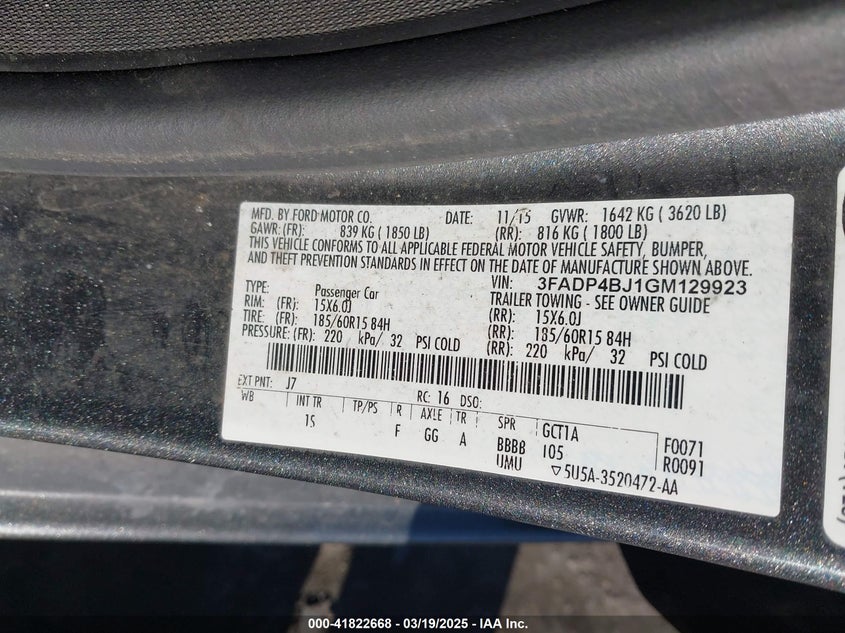 MFD. BY FORD MOTOR CO. DATE: 11/15 GVWR: 1642 KG ( 3620 LB)
GAWR: (FR): 839 KG ( 1850 LB) (RR): 816 KG ( 1800 LB)
THIS VEHICLE CONFORMS TO ALL APPLICABLE FEDERAL MOTOR VEHICLE SAFETY, BUMPER,
AND THEFT PREVENTION STANDARDS IN EFFECT ON THE DATE OF MANUFACTURE SHOWN ABOVE.
VIN: 3FADP4BJ1GM129923
TYPE: Passenger Car TRAILER TOWING - SEE OWNER GUIDE
RIM: (FR): 15X6.0J (RR): 15X6.0J
TIRE: (FR): 185/60R15 84H (RR): 185/60R15 84H
PRESSURE: (FR): 220 kPa/ 32 PSI COLD (RR): 220 kPa/ 32 PSI COLD
EXT PNT: J7 RC: 16 DSO:
WB INT TR TP/PS R AXLE TR SPR GCT1A F0071
1S F GG A BBBB I05 R0091
UMU ▽5U5A-3520472-AA
000-41822668 - 03/19/2025 - IAA Inc.